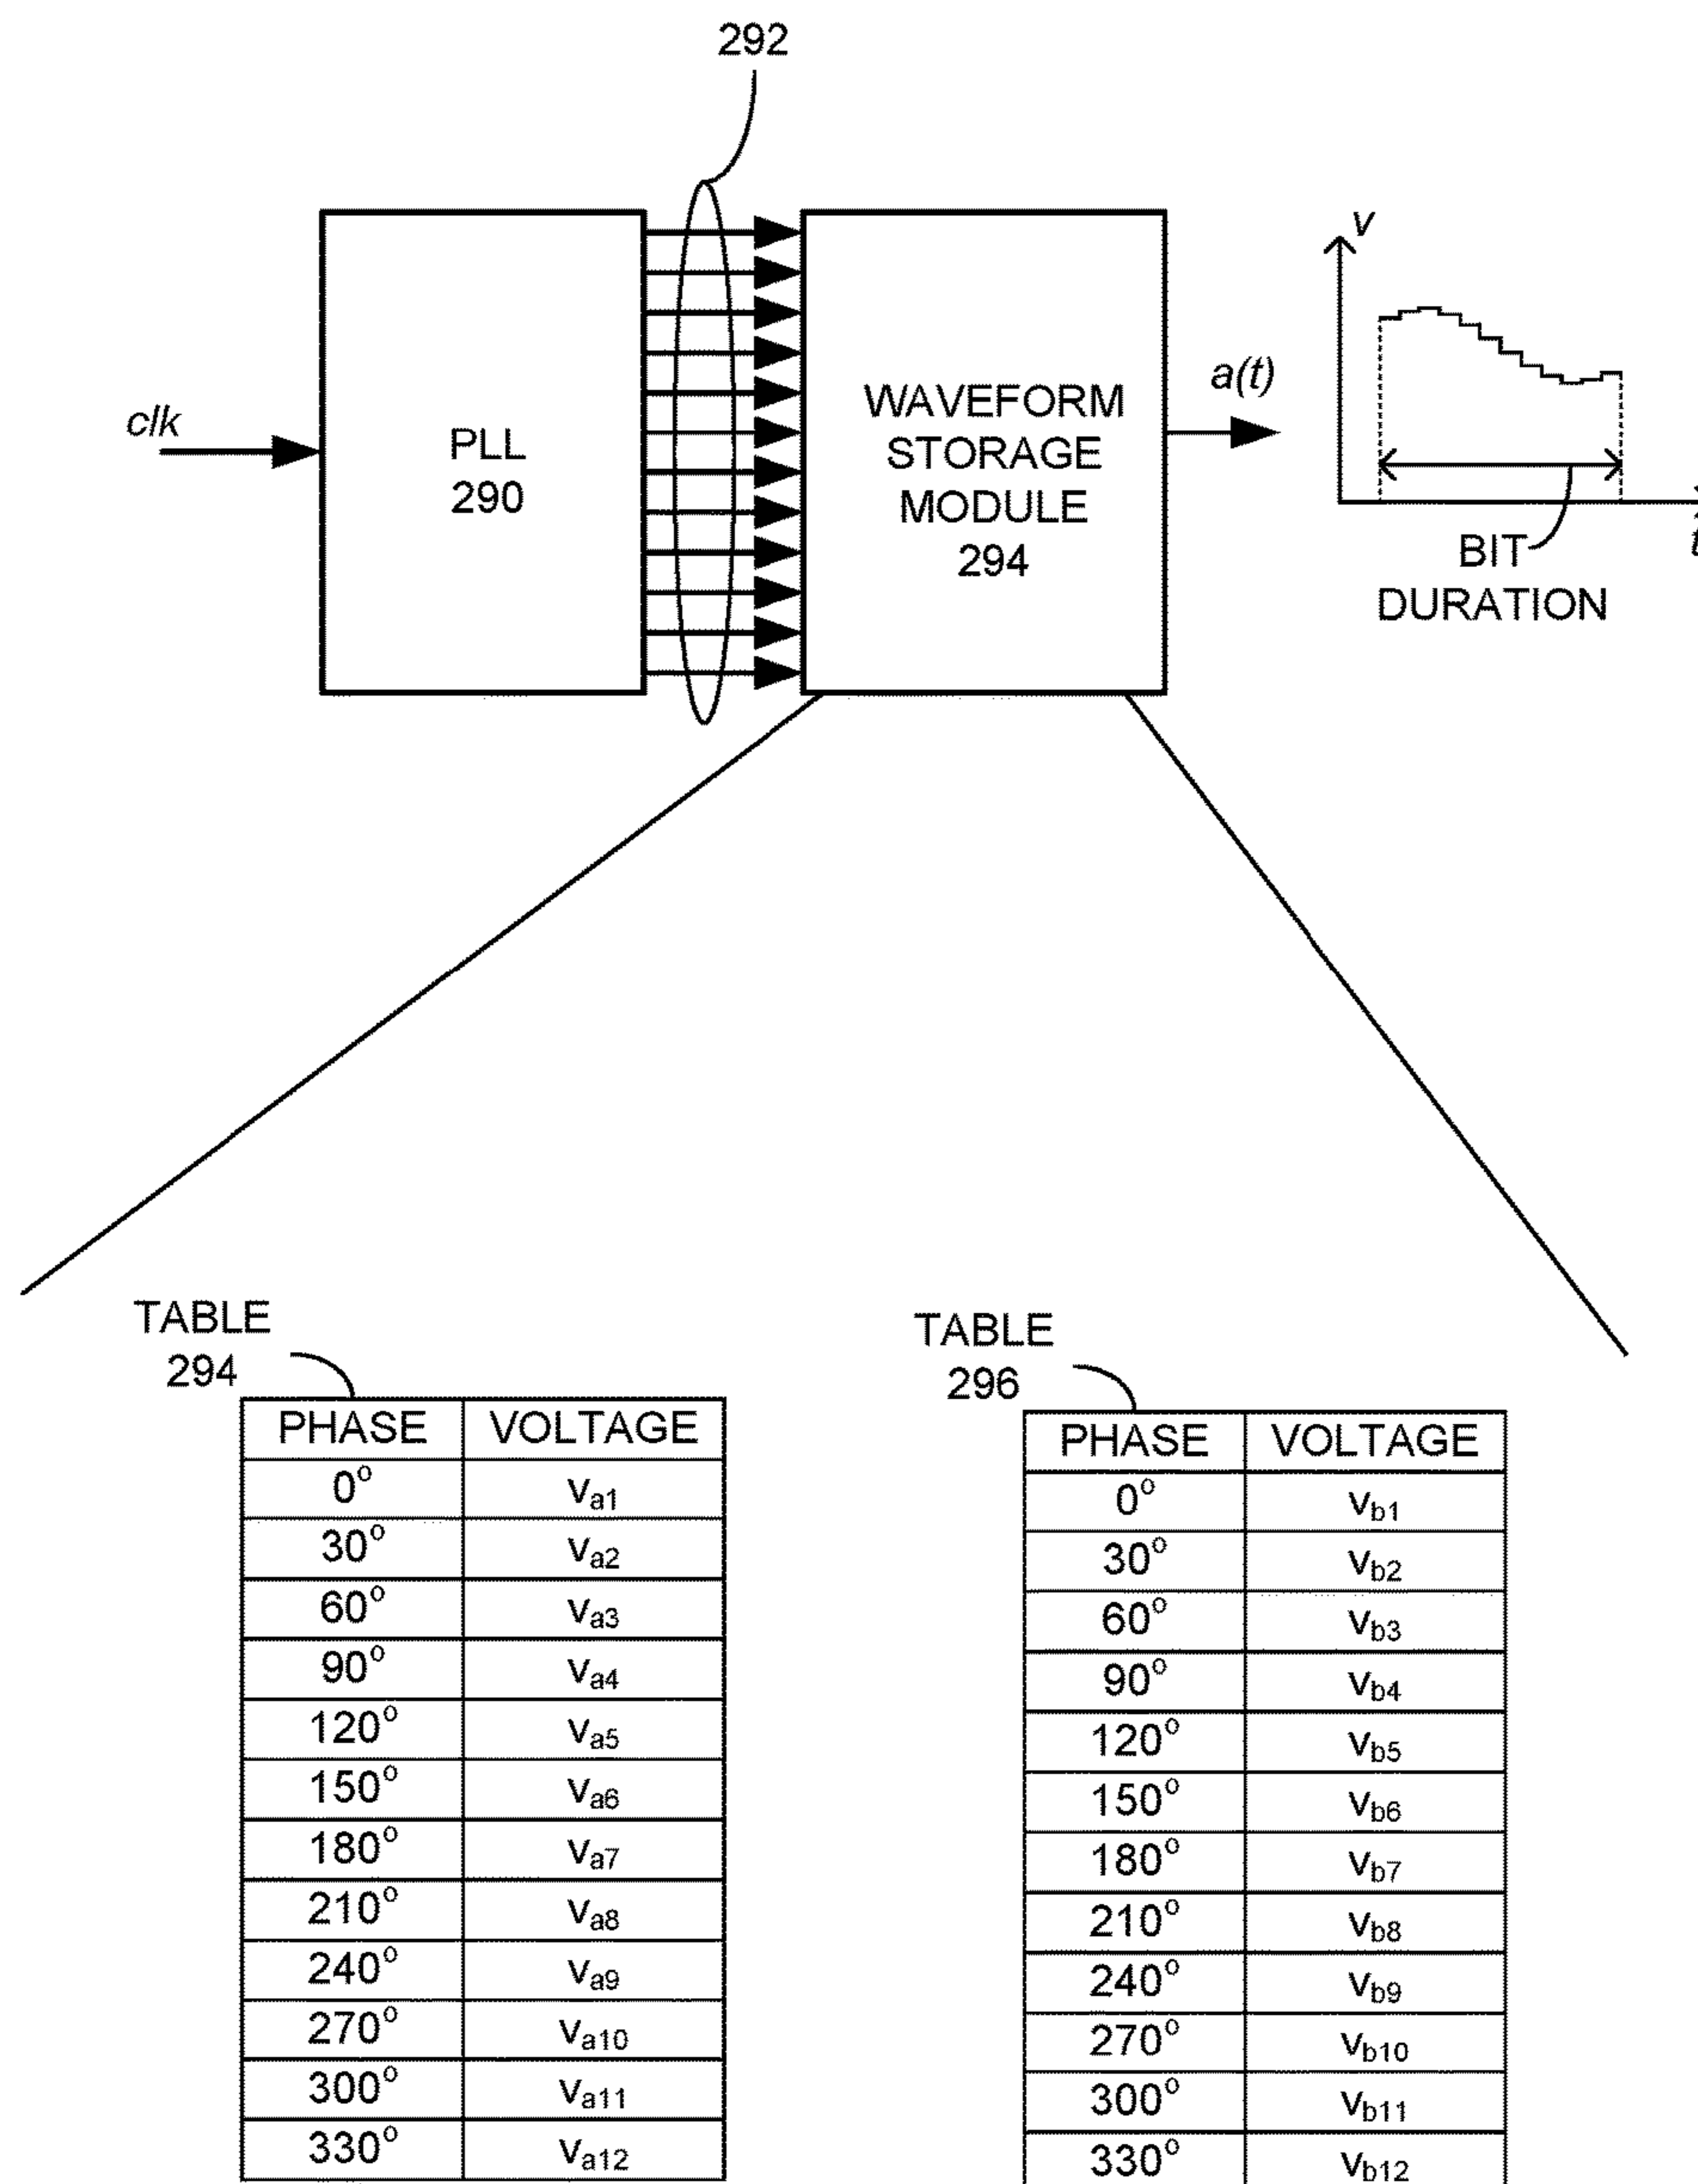 292
clk
PLL
290
WAVEFORM
STORAGE
MODULE
294
a(t)
v
t
BIT
DURATION
TABLE
294
PHASE VOLTAGE
0° va1
30° va2
60° va3
90° va4
120° va5
150° va6
180° va7
210° va8
240° va9
270° va10
300° va11
330° va12
TABLE
296
PHASE VOLTAGE
0° vb1
30° vb2
60° vb3
90° vb4
120° vb5
150° vb6
180° vb7
210° vb8
240° vb9
270° vb10
300° vb11
330° vb12